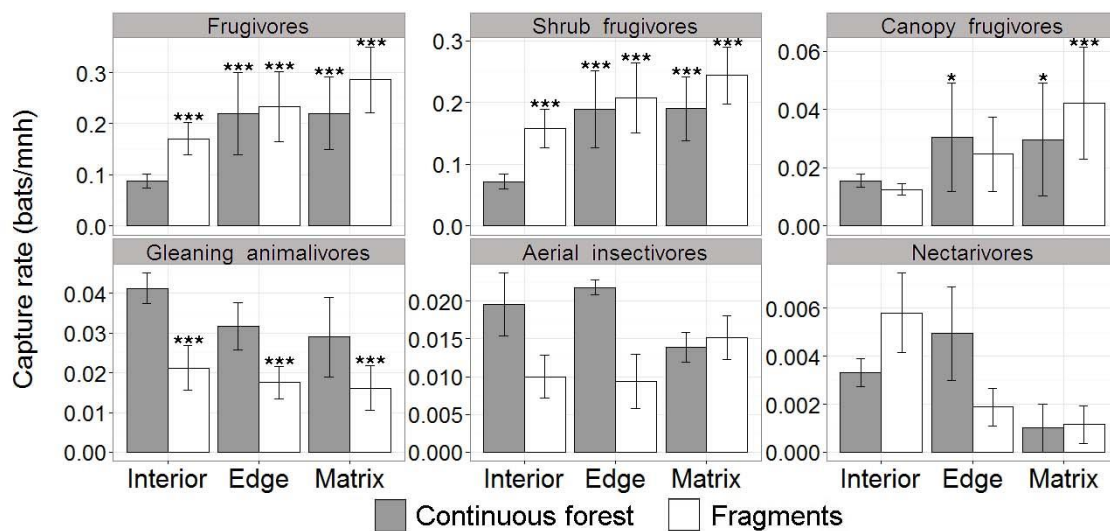 Frugivores Shrub frugivores Canopy frugivores
Capture rate (bats/mnh)
0.3
0.2
0.1
0.0
*** *** *** *** ***
0.3
0.2
0.1
0.0
*** *** *** *** ***
0.06
0.04
0.02
0.00
* * ***
Gleaning animalivores Aerial insectivores Nectarivores
0.04
0.03
0.02
0.01
0.00
*** *** ***
0.020
0.015
0.010
0.005
0.000
0.006
0.004
0.002
0.000
Interior Edge Matrix Interior Edge Matrix Interior Edge Matrix
Continuous forest Fragments